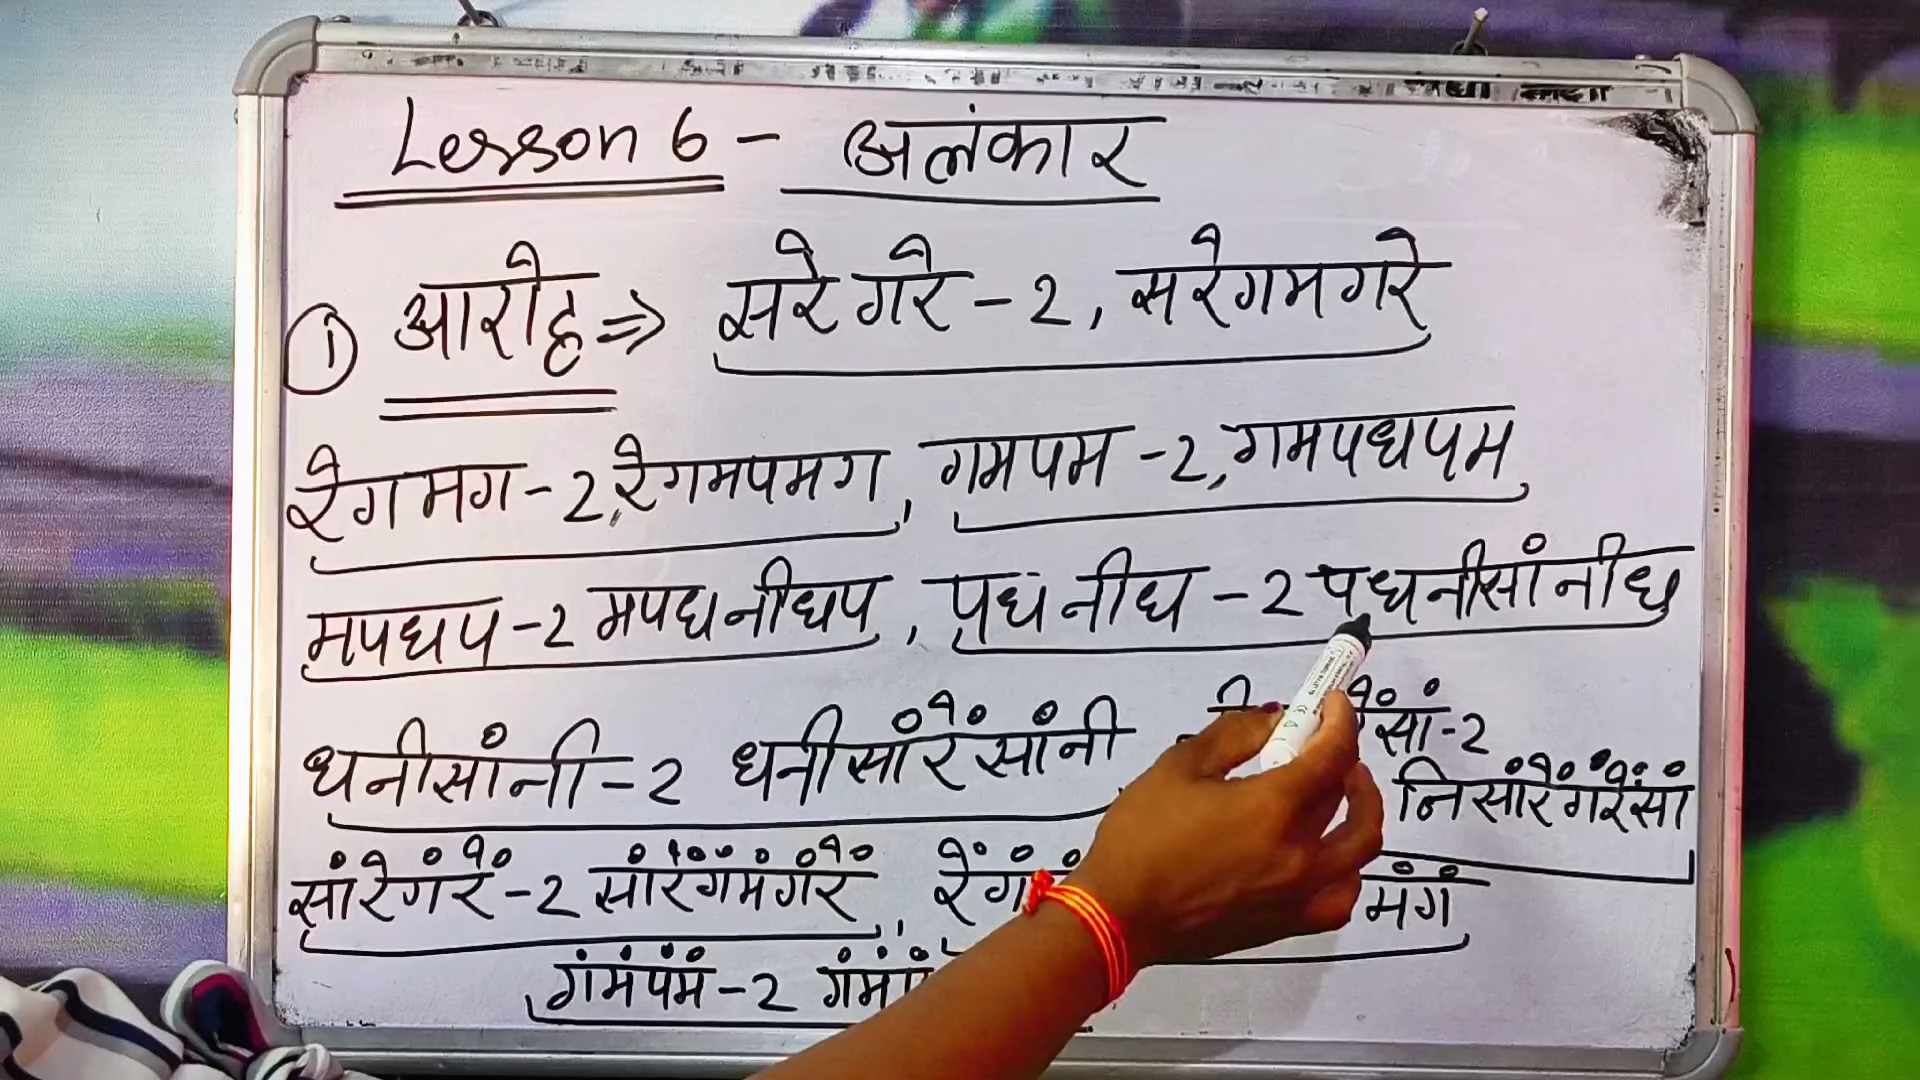 Lesson 6 - अलंकार
① आरोह ⇒ सरेगरे - 2, सरेगमगरे
रेगमग - 2, रेगमपमग, गमपम - 2, गमपधपम,
मपधप - 2 मपधनीधप, पधनीध - 2 पधनीसांनीध
धनीसांनी - 2 धनीसांरेंसांनी सां - 2
निसांरेंगंरेंसां
सांरेंगंरें - 2 सांरेंगंमंगंरें, रेंगं मंगं
गंमंपंमं - 2 गंमं